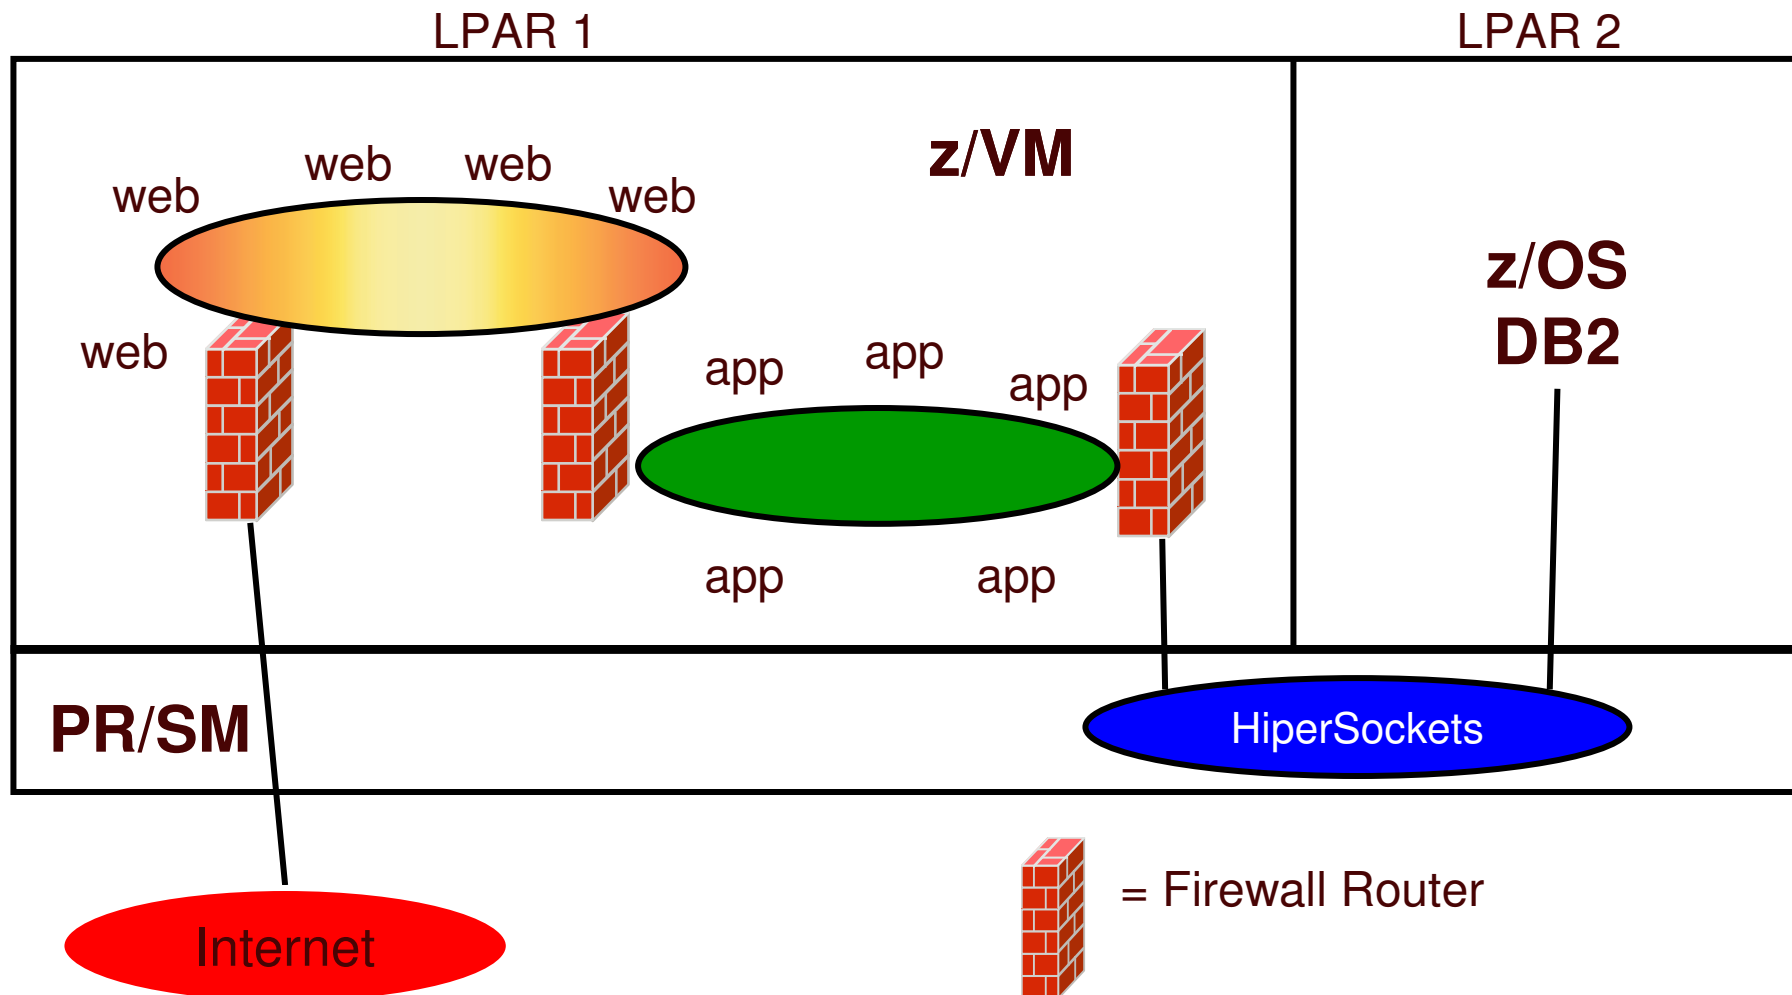 LPAR 1
LPAR 2
z/VM
web
web
web
web
z/OS
DB2
web
app
app
app
app
app
PR/SM
HiperSockets
= Firewall Router
Internet